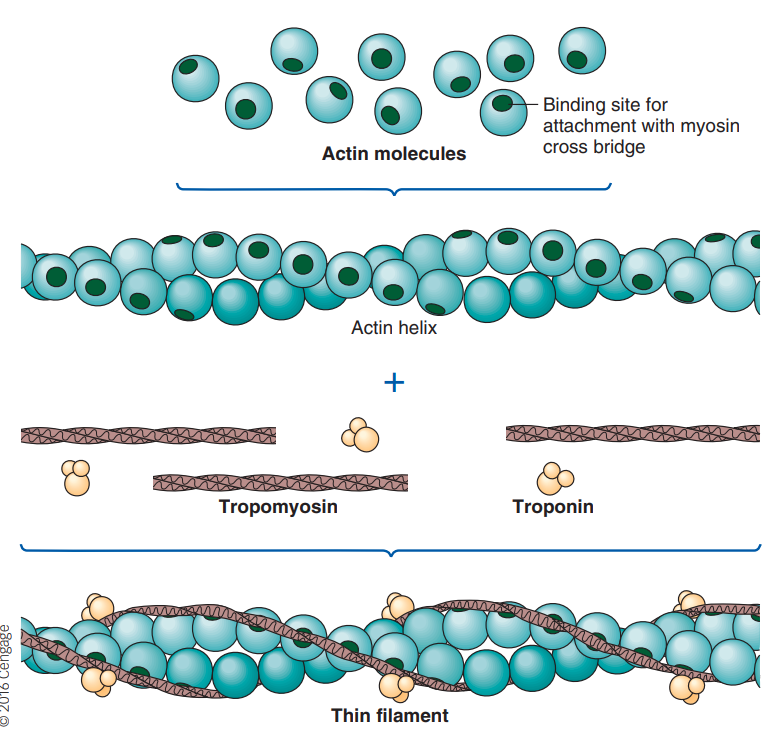 Binding site for
attachment with myosin
cross bridge
Actin molecules
Actin helix
+
Tropomyosin
Troponin
Thin filament
© 2016 Cengage